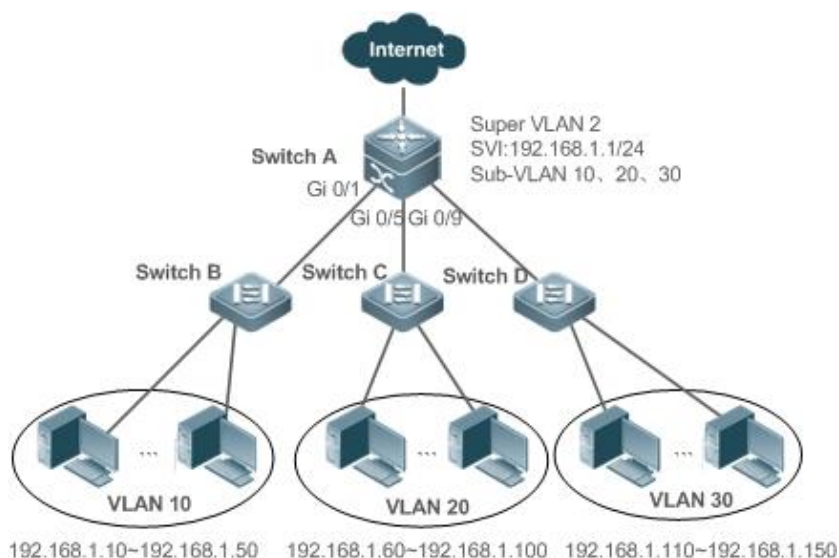 Internet
Super VLAN 2
SVI:192.168.1.1/24
Sub-VLAN 10、20、30
Switch A
Gi 0/1
Gi 0/5
Gi 0/9
Switch B
Switch C
Switch D
...
...
...
VLAN 10
VLAN 20
VLAN 30
192.168.1.10~192.168.1.50
192.168.1.60~192.168.1.100
192.168.1.110~192.168.1.150